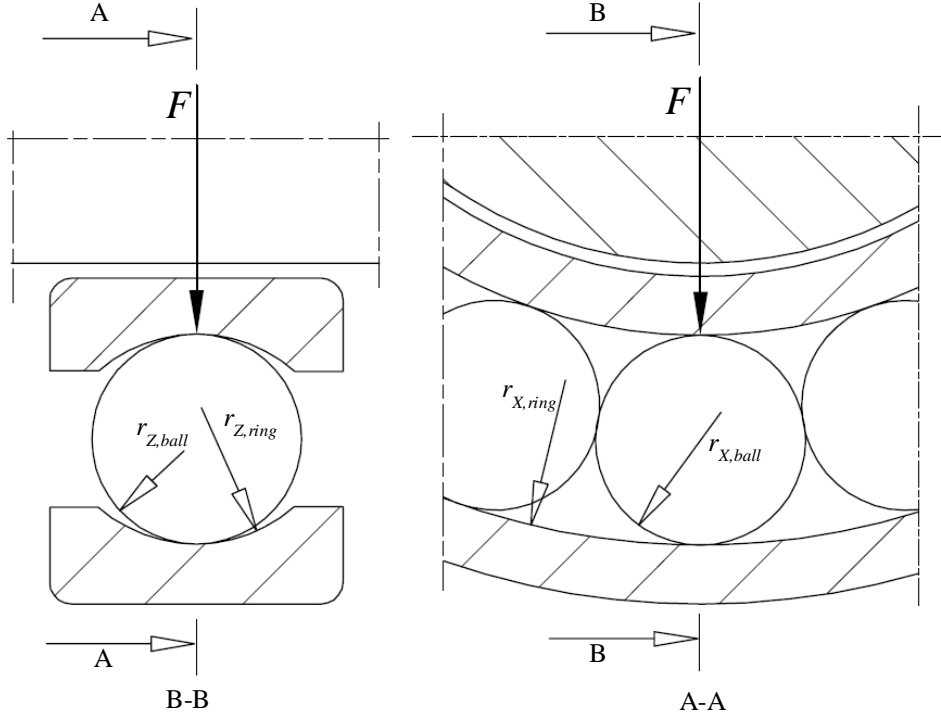 A
B
F
F
r_{Z,ball}
r_{Z,ring}
r_{X,ring}
r_{X,ball}
A
B
B-B
A-A